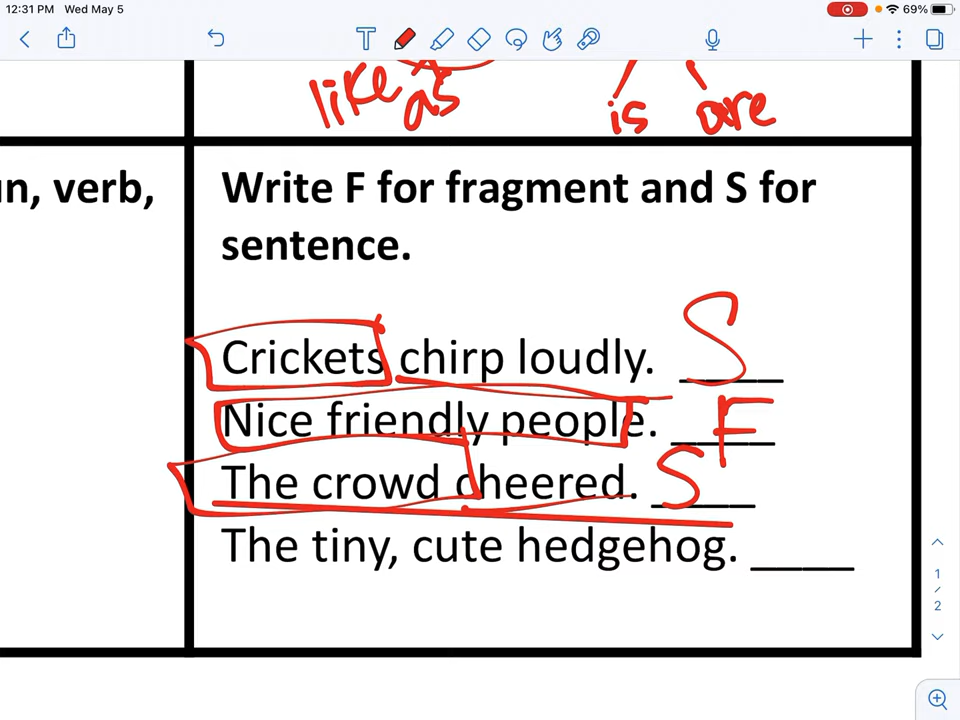 12:31 PM Wed May 5
69%
like as
is are
un, verb,
Write F for fragment and S for
sentence.
Crickets chirp loudly. ____ S
Nice friendly people. ____ F
The crowd cheered. ____ S
The tiny, cute hedgehog. ____
1
/
2